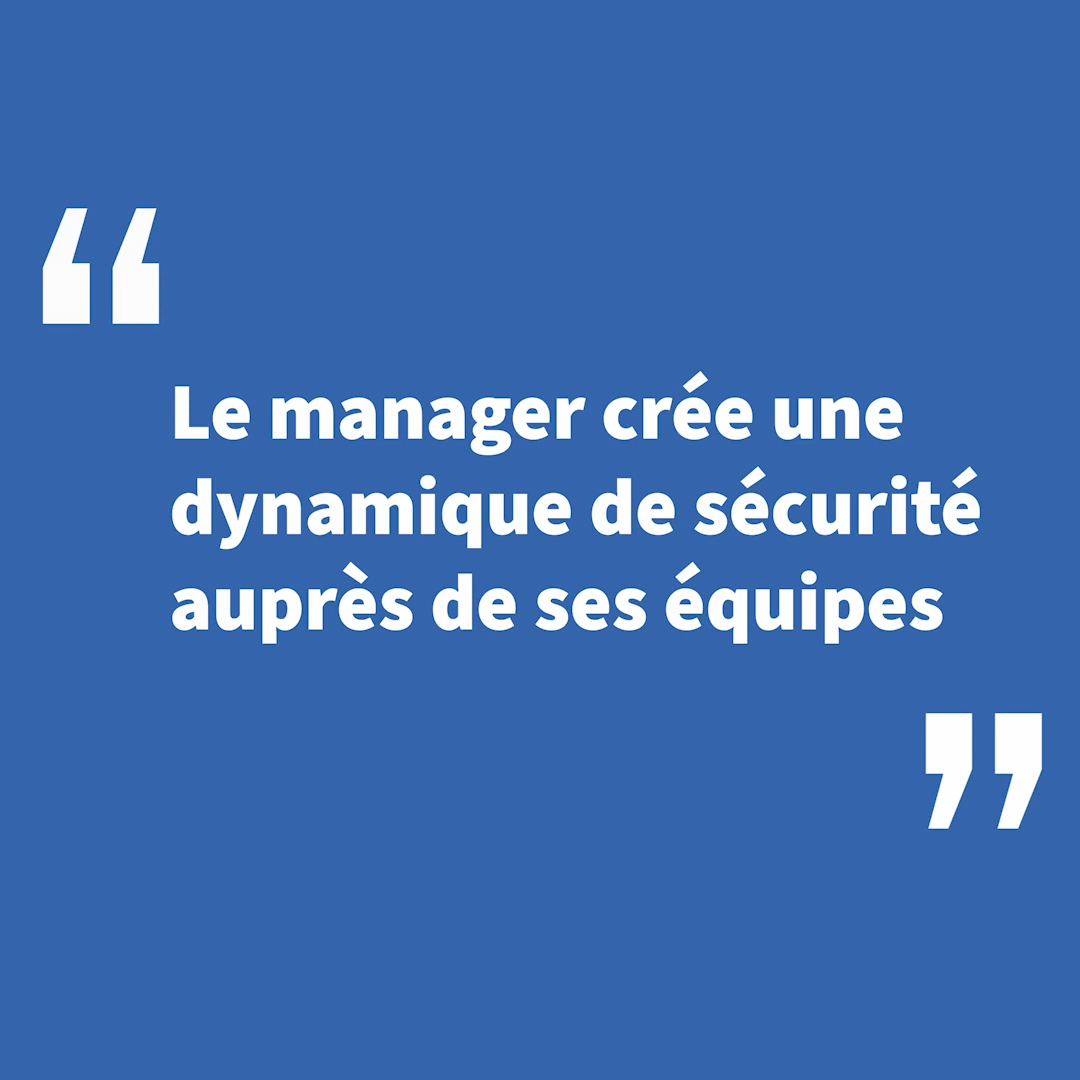 “
Le manager crée une
dynamique de sécurité
auprès de ses équipes
”